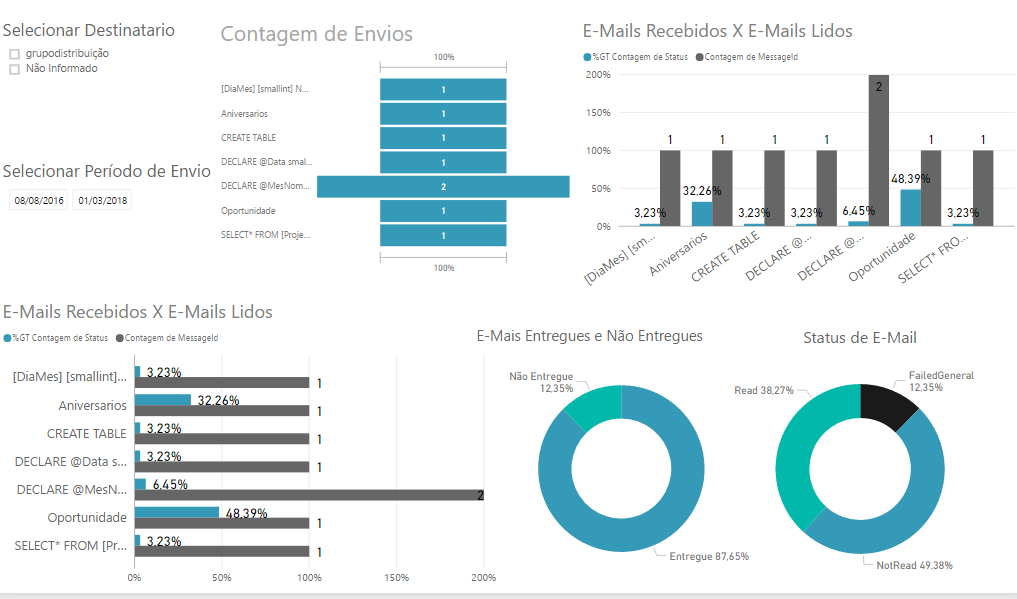 Selecionar Destinatario
grupodistribuição
Não Informado
Selecionar Período de Envio
08/08/2016 01/03/2018
Contagem de Envios
100%
[DiaMes] [smallint] N... 1
Aniversarios 1
CREATE TABLE 1
DECLARE @Data smal... 1
DECLARE @MesNom... 2
Oportunidade 1
SELECT* FROM [Proje... 1
100%
E-Mails Recebidos X E-Mails Lidos
%GT Contagem de Status Contagem de MessageId
200%
150%
100%
50%
0%
2
1 1 1 1 1 1
3,23% 32,26% 3,23% 3,23% 6,45% 48,39% 3,23%
[DiaMes] [sm...
Aniversarios
CREATE TABLE
DECLARE @...
DECLARE @...
Oportunidade
SELECT* FRO...
E-Mails Recebidos X E-Mails Lidos
%GT Contagem de Status Contagem de MessageId
[DiaMes] [smallint]... 3,23% 1
Aniversarios 32,26% 1
CREATE TABLE 3,23% 1
DECLARE @Data s... 3,23% 1
DECLARE @MesN... 6,45% 2
Oportunidade 48,39% 1
SELECT* FROM [Pr... 3,23% 1
0% 50% 100% 150% 200%
E-Mais Entregues e Não Entregues
Não Entregue
12,35%
Entregue 87,65%
Status de E-Mail
FailedGeneral
12,35%
Read 38,27%
NotRead 49,38%